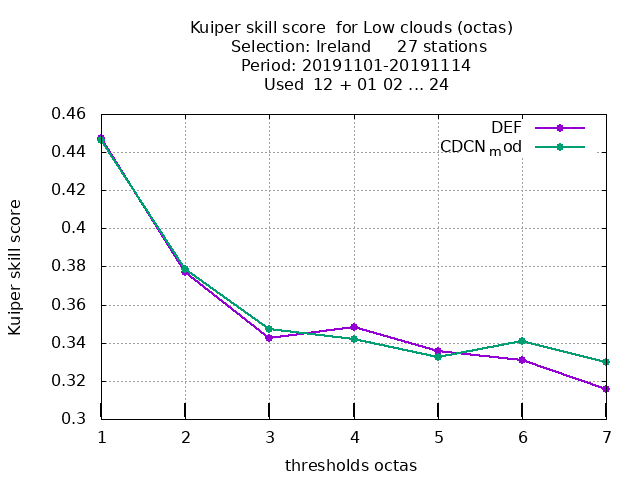 Kuiper skill score  for Low clouds (octas)
Selection: Ireland     27 stations
Period: 20191101-20191114
Used  12 + 01 02 ... 24
DEF
CDCNmod
0.46
0.44
0.42
0.4
0.38
0.36
0.34
0.32
0.3
Kuiper skill score
1 2 3 4 5 6 7
thresholds octas